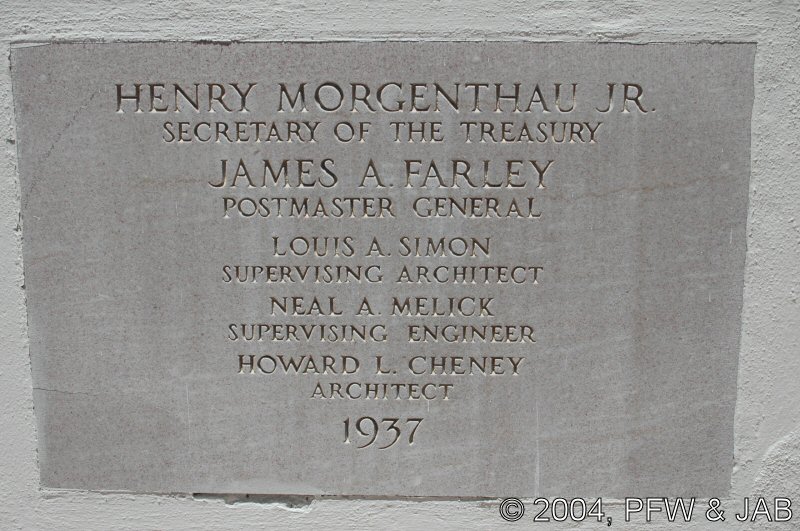 HENRY MORGENTHAU JR.
SECRETARY OF THE TREASURY
JAMES A. FARLEY
POSTMASTER GENERAL
LOUIS A. SIMON
SUPERVISING ARCHITECT
NEAL A. MELICK
SUPERVISING ENGINEER
HOWARD L. CHENEY
ARCHITECT
1937
© 2004, PFW & JAB